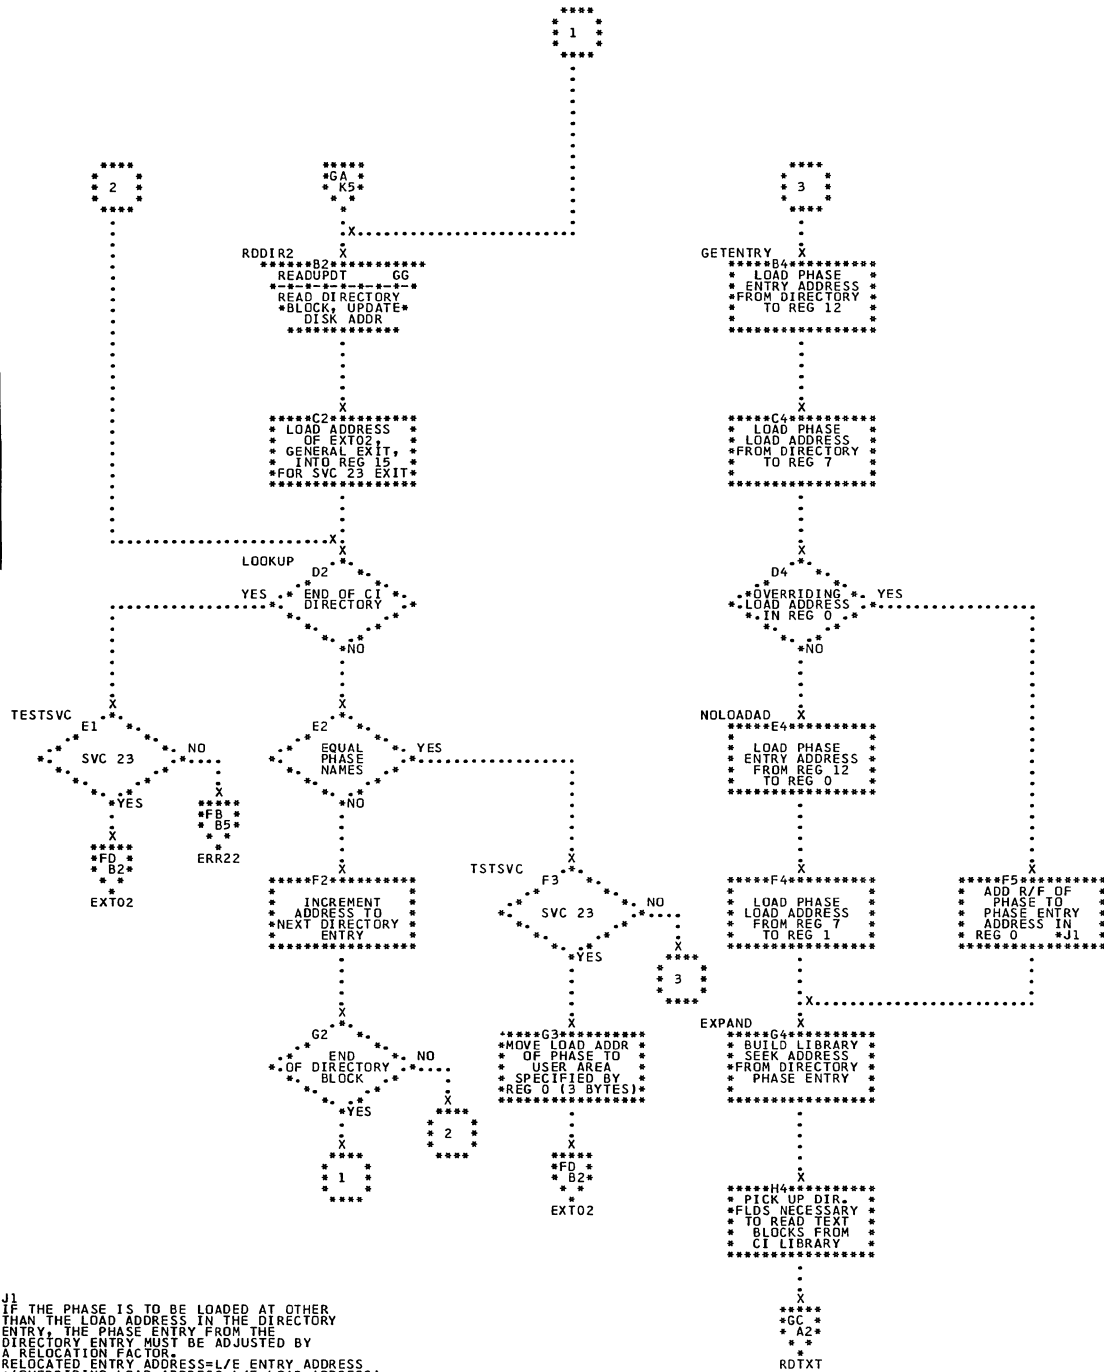 1
2
GA
K5
3
RDDIR2
B2
READUPDT GG
READ DIRECTORY
BLOCK, UPDATE
DISK ADDR
GETENTRY
B4
LOAD PHASE
ENTRY ADDRESS
FROM DIRECTORY
TO REG 12
C2
LOAD ADDRESS
OF EXT02,
GENERAL EXIT,
INTO REG 15
FOR SVC 23 EXIT
C4
LOAD PHASE
LOAD ADDRESS
FROM DIRECTORY
TO REG 7
LOOKUP
D2
END OF CI
DIRECTORY
YES
NO
D4
OVERRIDING
LOAD ADDRESS
IN REG 0
YES
NO
TESTSVC
E1
SVC 23
NO
YES
FB
B5
ERR22
FD
B2
EXT02
E2
EQUAL
PHASE
NAMES
YES
NO
NOLOADAD
E4
LOAD PHASE
ENTRY ADDRESS
FROM REG 12
TO REG 0
F2
INCREMENT
ADDRESS TO
NEXT DIRECTORY
ENTRY
TSTSVC
F3
SVC 23
NO
YES
3
F4
LOAD PHASE
LOAD ADDRESS
FROM REG 7
TO REG 1
F5
ADD R/F OF
PHASE TO
PHASE ENTRY
ADDRESS IN
REG 0 *J1
G2
END
OF DIRECTORY
BLOCK
NO
YES
2
1
G3
MOVE LOAD ADDR
OF PHASE TO
USER AREA
SPECIFIED BY
REG 0 (3 BYTES)
FD
B2
EXT02
EXPAND
G4
BUILD LIBRARY
SEEK ADDRESS
FROM DIRECTORY
PHASE ENTRY
H4
PICK UP DIR.
FLDS NECESSARY
TO READ TEXT
BLOCKS FROM
CI LIBRARY
GC
A2
RDTXT
J1
IF THE PHASE IS TO BE LOADED AT OTHER
THAN THE LOAD ADDRESS IN THE DIRECTORY
ENTRY, THE PHASE ENTRY FROM THE
DIRECTORY ENTRY MUST BE ADJUSTED BY
A RELOCATION FACTOR.
RELOCATED ENTRY ADDRESS=L/E ENTRY ADDRESS